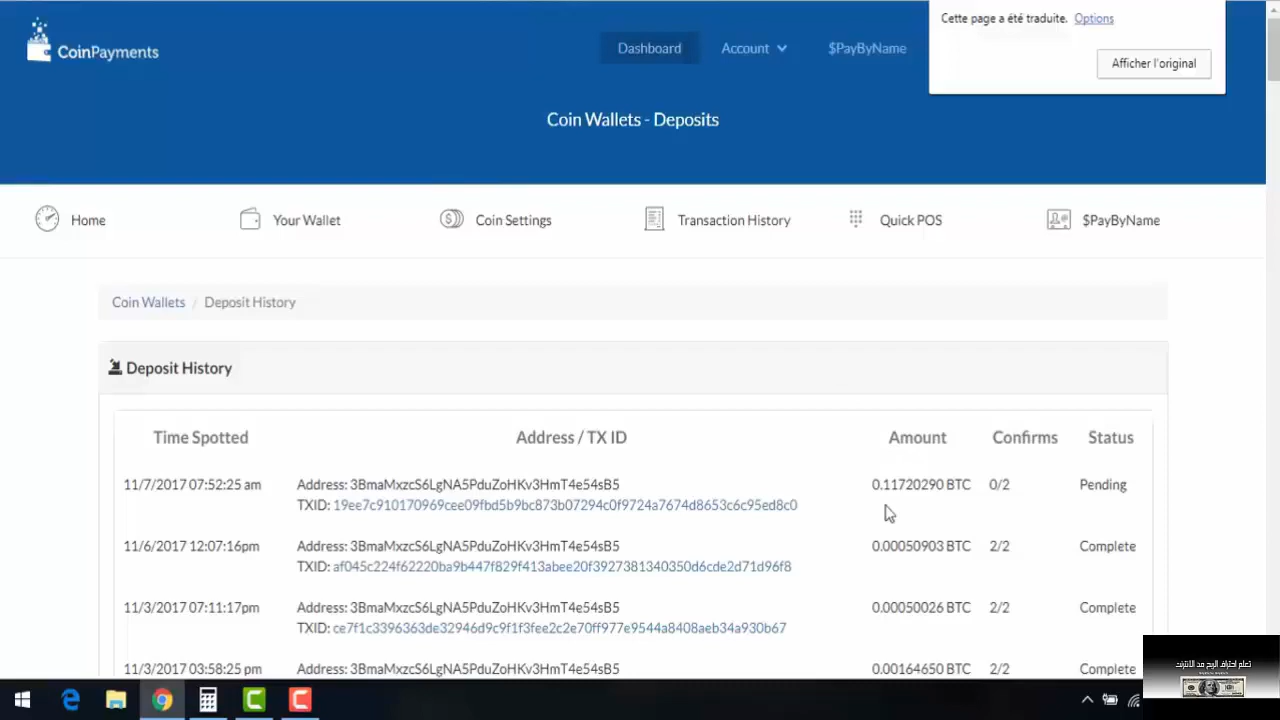 Cette page a été traduite. Options
Afficher l'original
CoinPayments
Dashboard Account $PayByName
Coin Wallets - Deposits
Home Your Wallet Coin Settings Transaction History Quick POS $PayByName
Coin Wallets / Deposit History
Deposit History
Time Spotted Address / TX ID Amount Confirms Status
11/7/2017 07:52:25 am Address: 3BmaMxzcS6LgNA5PduZoHKv3HmT4e54sB5 0.11720290 BTC 0/2 Pending
TXID: 19ee7c910170969cee09fbd5b9bc873b07294c0f9724a7674d8653c6c95ed8c0
11/6/2017 12:07:16pm Address: 3BmaMxzcS6LgNA5PduZoHKv3HmT4e54sB5 0.00050903 BTC 2/2 Complete
TXID: af045c224f62220ba9b447f829f413abee20f3927381340350d6cde2d71d96f8
11/3/2017 07:11:17pm Address: 3BmaMxzcS6LgNA5PduZoHKv3HmT4e54sB5 0.00050026 BTC 2/2 Complete
TXID: ce7f1c3396363de32946d9c9f1f3fee2c2e70ff977e9544a8408aeb34a930b67
11/3/2017 03:58:25 pm Address: 3BmaMxzcS6LgNA5PduZoHKv3HmT4e54sB5 0.00164650 BTC 2/2 Complete
تعلم احتراف الربح من الانترنت